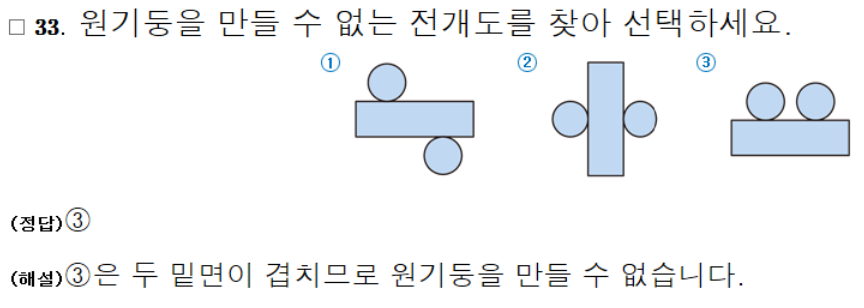 □ 33. 원기둥을 만들 수 없는 전개도를 찾아 선택하세요.
① ② ③
(정답)③
(해설)③은 두 밑면이 겹치므로 원기둥을 만들 수 없습니다.